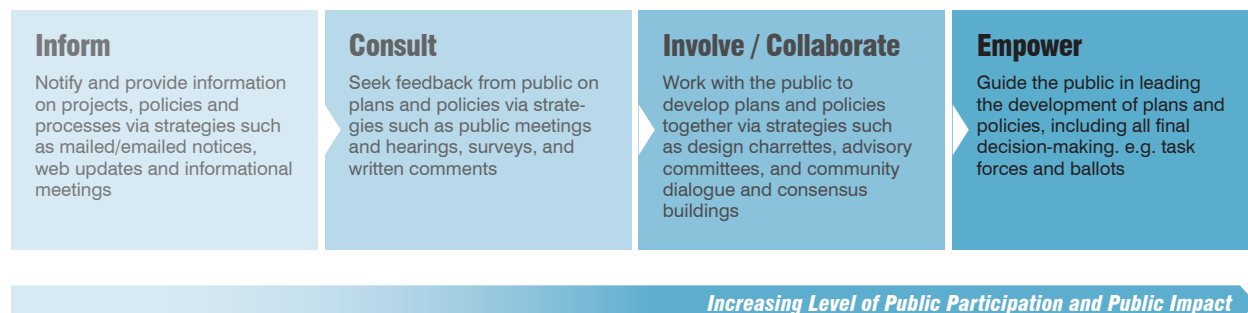 Inform
Notify and provide information
on projects, policies and
processes via strategies such
as mailed/emailed notices,
web updates and informational
meetings
Consult
Seek feedback from public on
plans and policies via strate-
gies such as public meetings
and hearings, surveys, and
written comments
Involve / Collaborate
Work with the public to
develop plans and policies
together via strategies such
as design charrettes, advisory
committees, and community
dialogue and consensus
buildings
Empower
Guide the public in leading
the development of plans and
policies, including all final
decision-making. e.g. task
forces and ballots
Increasing Level of Public Participation and Public Impact